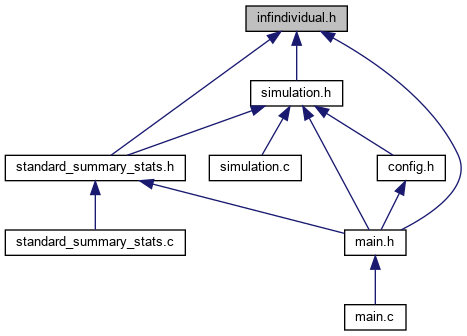 infindividual.h
simulation.h
standard_summary_stats.h
simulation.c
config.h
standard_summary_stats.c
main.h
main.c